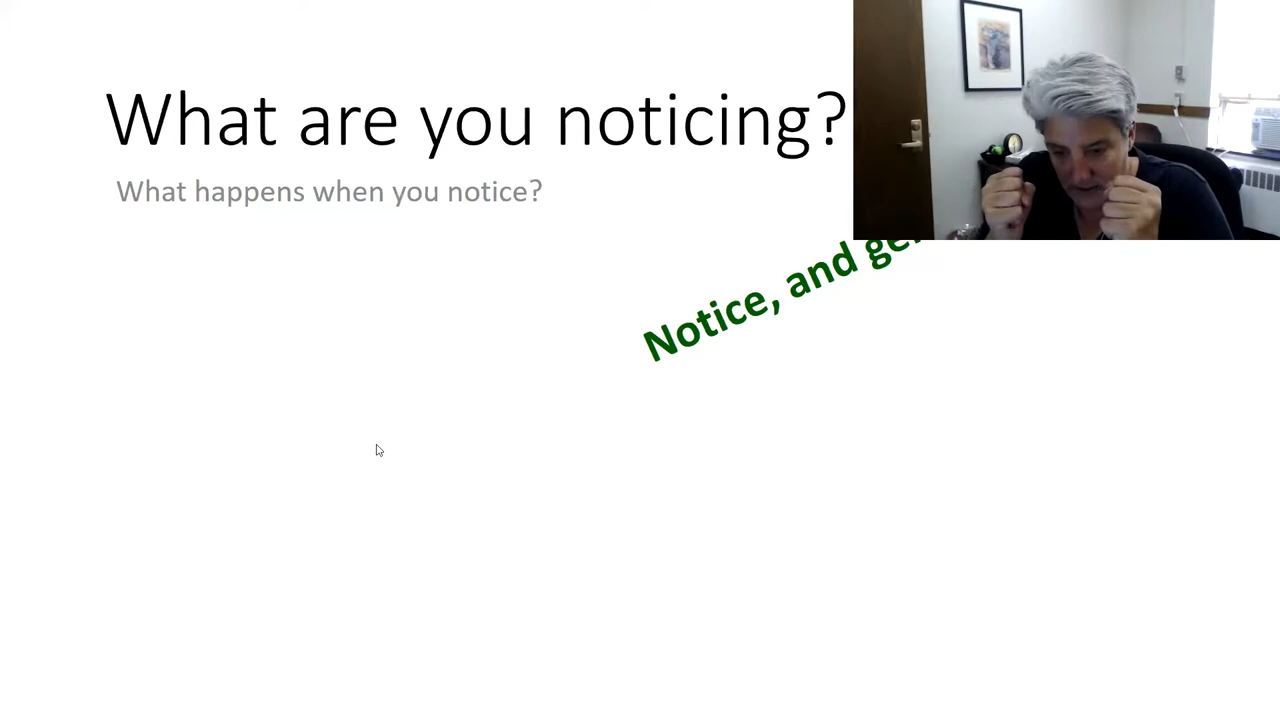 What are you noticing?
What happens when you notice?
Notice, and